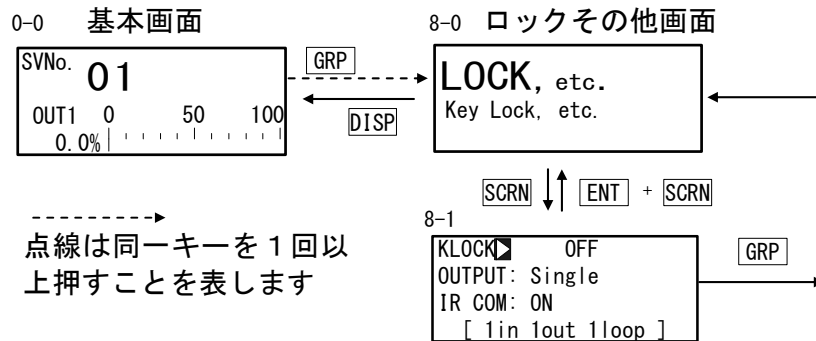 0-0 基本画面
SVNo. 01
OUT1 0 50 100
0.0%
GRP
DISP
8-0 ロックその他画面
LOCK, etc.
Key Lock, etc.
SCRN ENT + SCRN
点線は同一キーを1回以
上押すことを表します
8-1
KLOCK OFF
OUTPUT: Single
IR COM: ON
[ 1in 1out 1loop ]
GRP